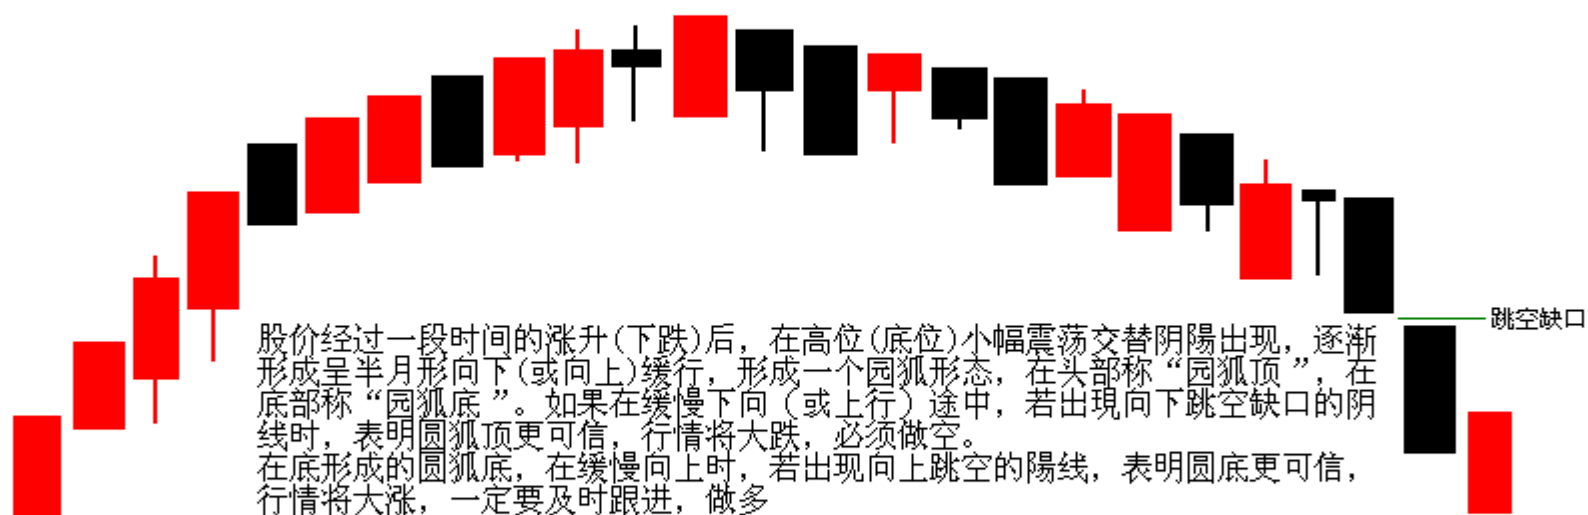 跳空缺口
股价经过一段时间的涨升(下跌)后，在高位(底位)小幅震荡交替阴陽出现，逐渐
形成呈半月形向下(或向上)缓行，形成一个园狐形态，在头部称“园狐顶”，在
底部称“园狐底”。如果在缓慢下向（或上行）途中，若出現向下跳空缺口的阴
线时，表明圆狐顶更可信，行情将大跌，必须做空。
在底形成的圆狐底，在缓慢向上时，若出现向上跳空的陽线，表明圆底更可信，
行情将大涨，一定要及时跟进，做多